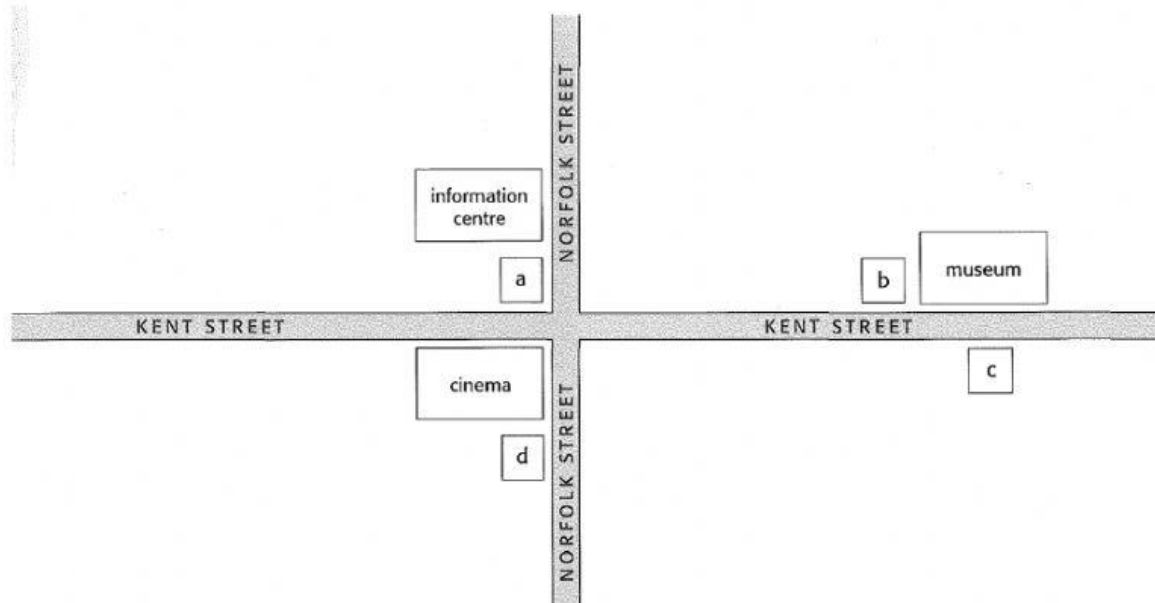 NORFOLK STREET
information
centre
a
b
museum
KENT STREET
KENT STREET
cinema
c
d
NORFOLK STREET